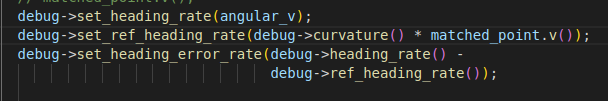 // matched_point.v();
debug->set_heading_rate(angular_v);
debug->set_ref_heading_rate(debug->curvature() * matched_point.v());
debug->set_heading_error_rate(debug->heading_rate() -
debug->ref_heading_rate());